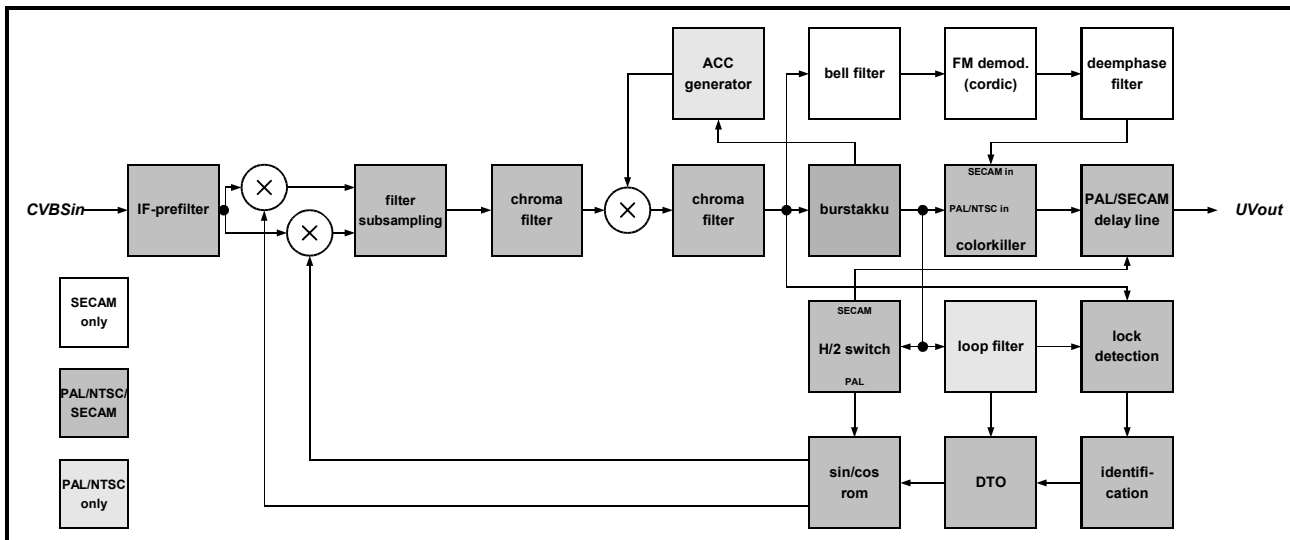 ACC
generator
bell filter
FM demod.
(cordic)
deemphase
filter
CVBSin
IF-prefilter
filter
subsampling
chroma
filter
chroma
filter
burstakku
SECAM in
PAL/NTSC in
colorkiller
PAL/SECAM
delay line
UVout
SECAM
only
SECAM
H/2 switch
PAL
loop filter
lock
detection
PAL/NTSC/
SECAM
sin/cos
rom
DTO
identifi-
cation
PAL/NTSC
only